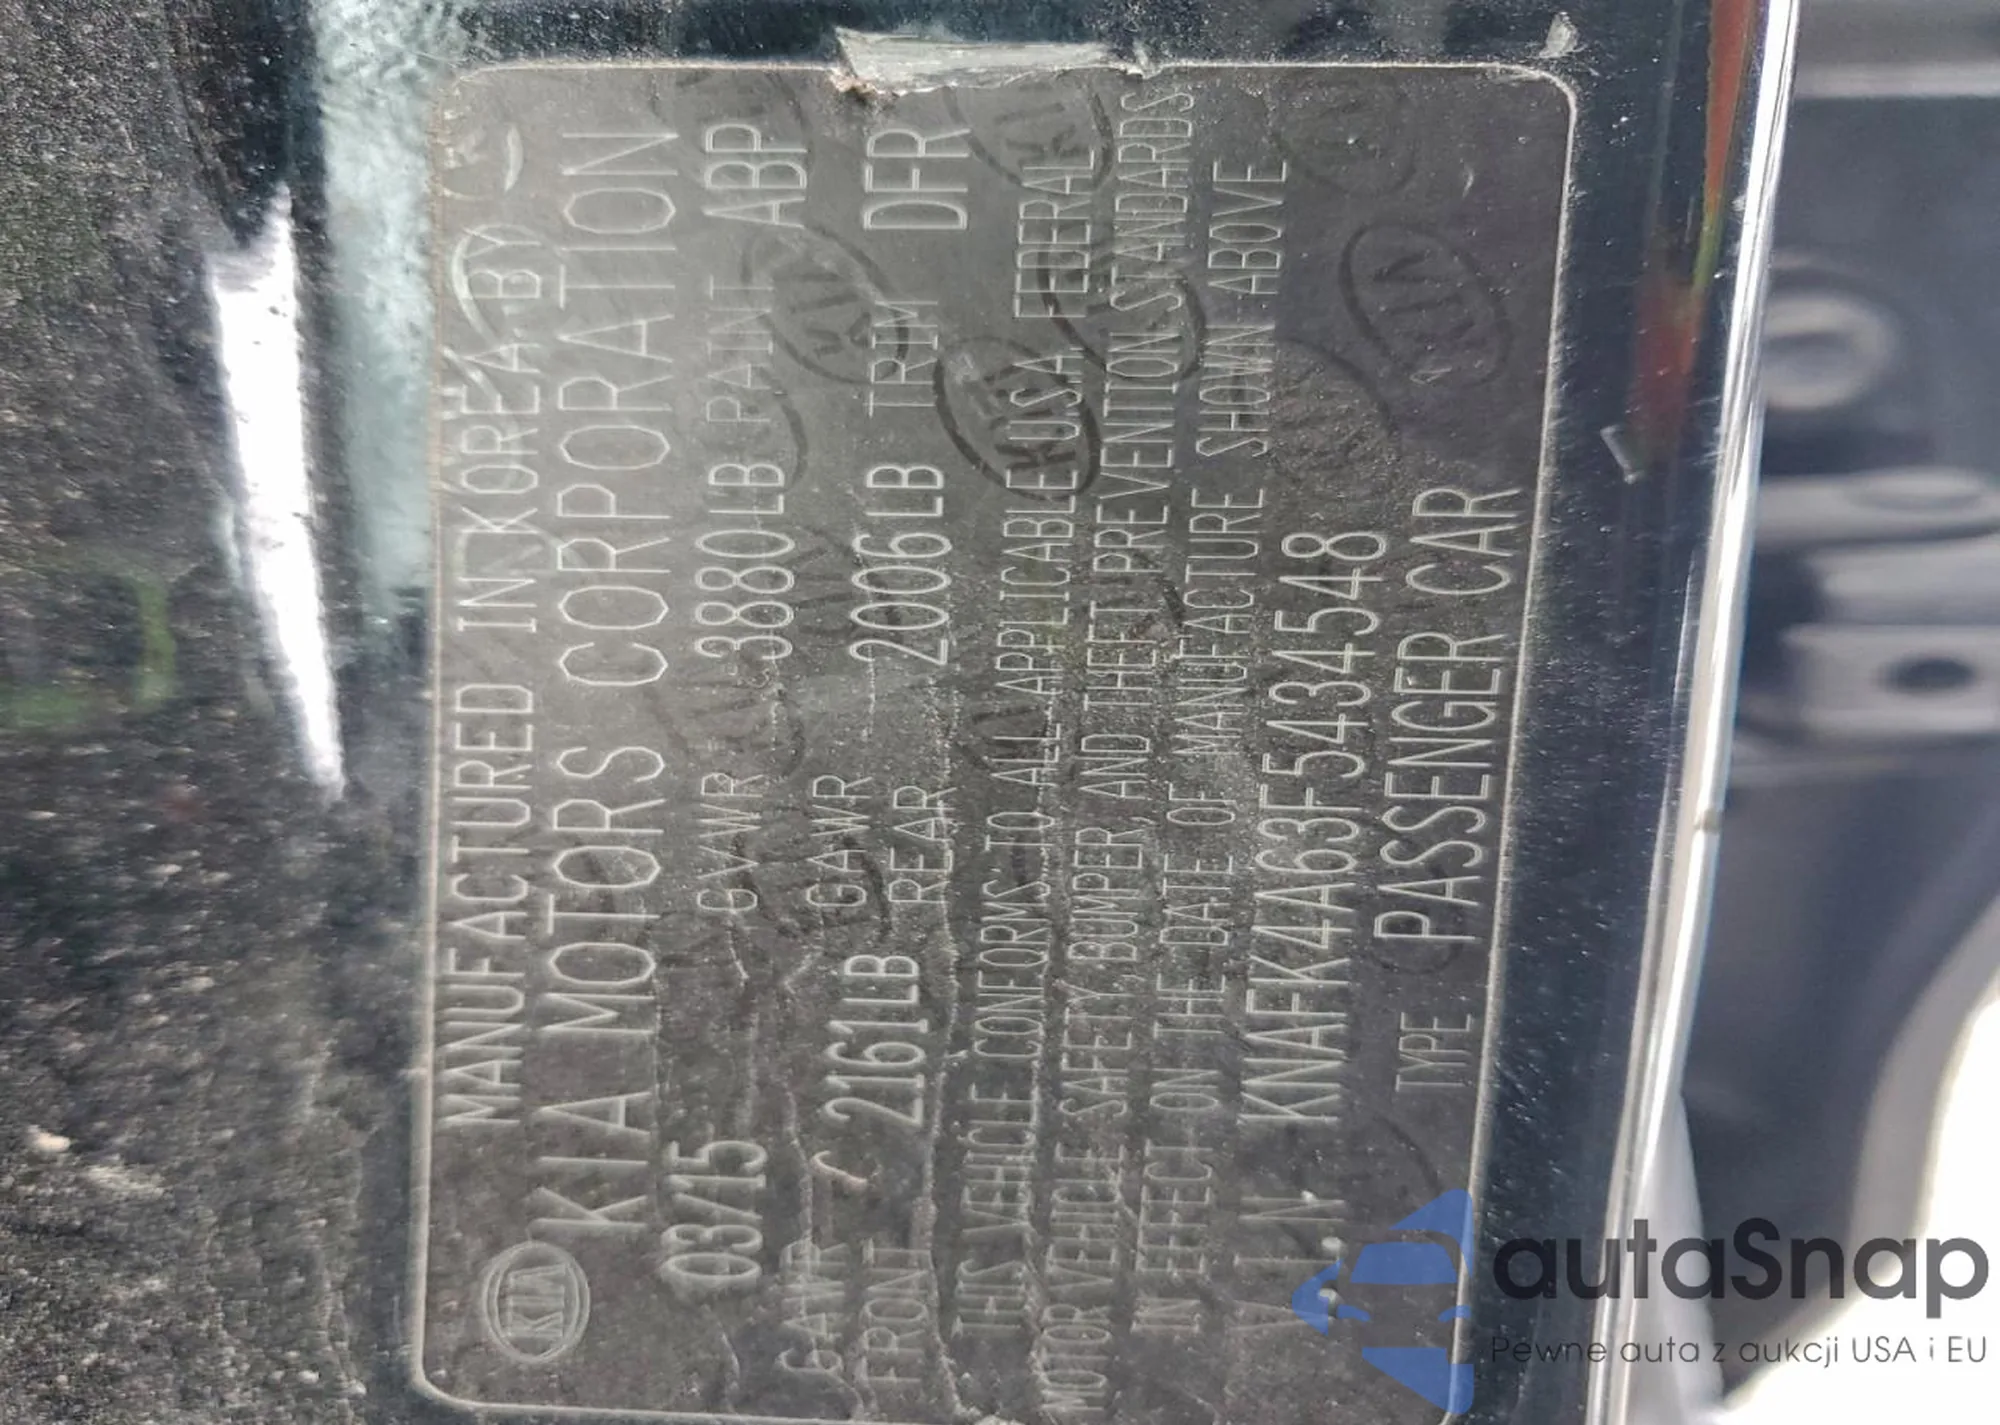 MANUFACTURED IN KOREA BY
KIA KIA MOTORS CORPORATION
03/15 GVWR 3880LB PAINT ABP
GAWR GAWR
FRONT 2161LB REAR 2006LB TRIM DFR
THIS VEHICLE CONFORMS TO ALL APPLICABLE USA FEDERAL
MOTOR VEHICLE SAFETY, BUMPER, AND THEFT PREVENTION STANDARDS
IN EFFECT ON THE DATE OF MANUFACTURE SHOWN ABOVE
V.I.N.: KNAFK4A63F5434548
TYPE PASSENGER CAR
autaSnap
Pewne auta z aukcji USA i EU